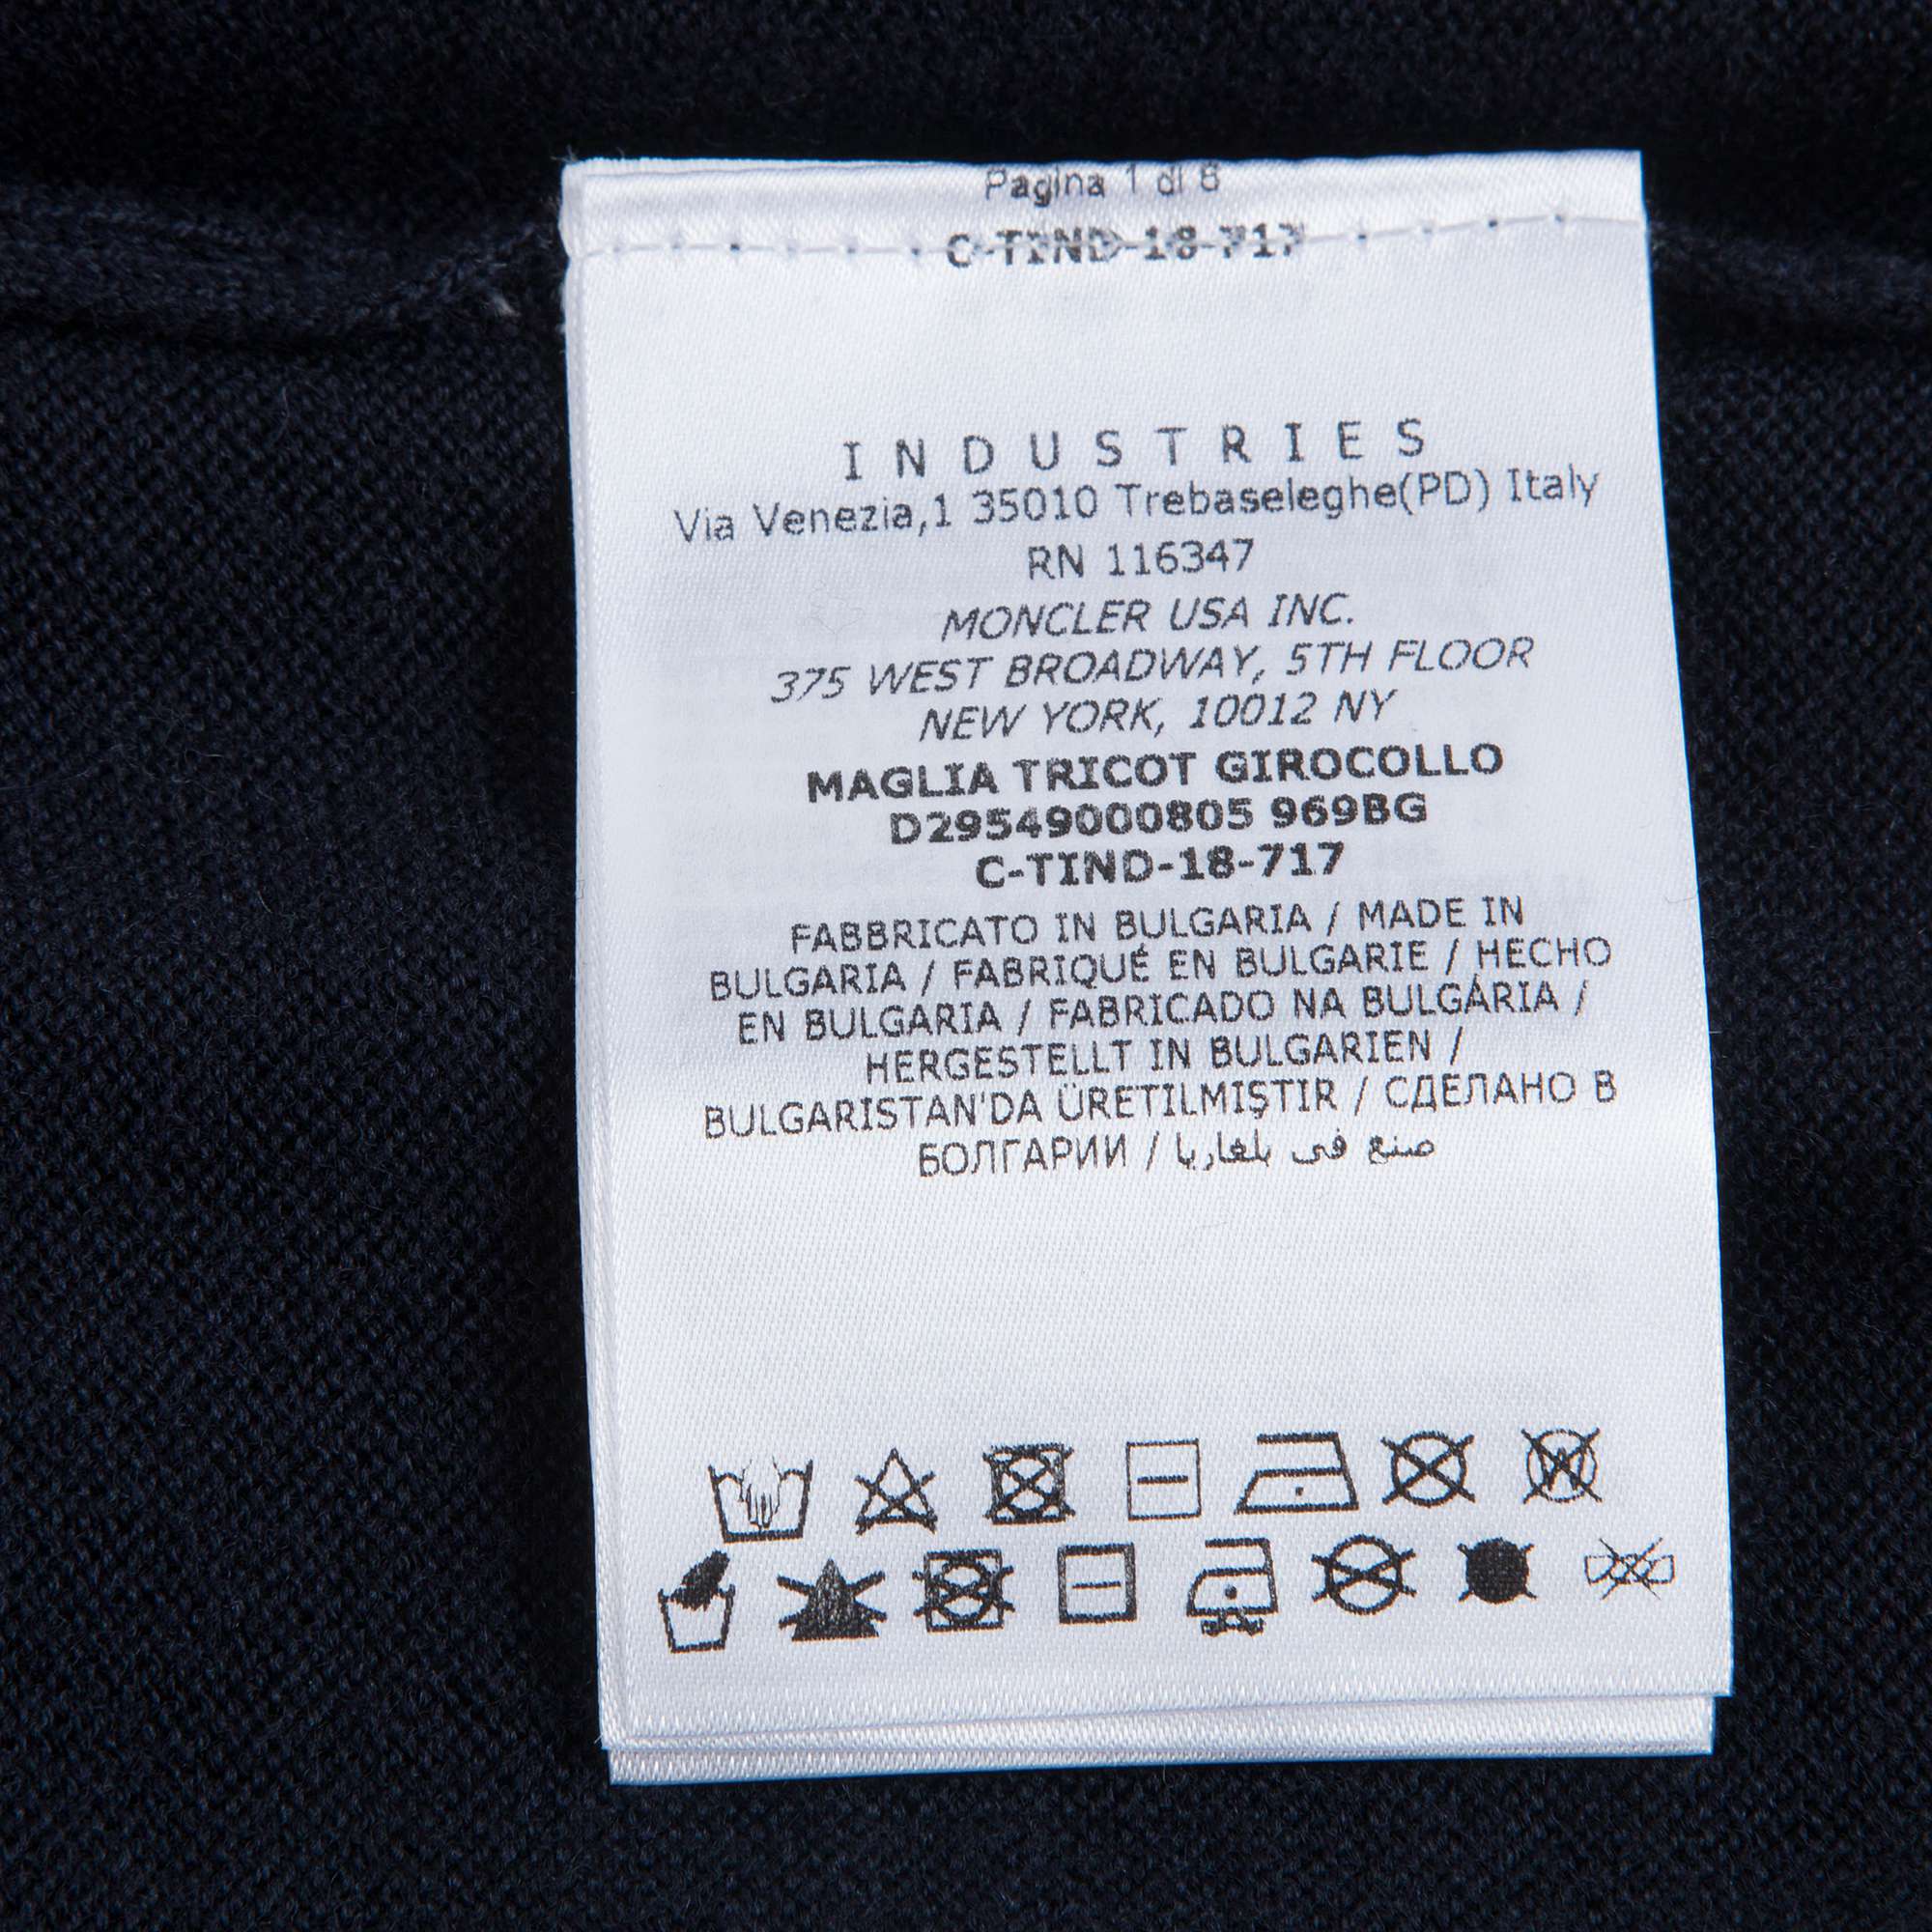 Pagina 1 di 8
C-TIND-18-717
INDUSTRIES
Via Venezia,1 35010 Trebaseleghe(PD) Italy
RN 116347
MONCLER USA INC.
375 WEST BROADWAY, 5TH FLOOR
NEW YORK, 10012 NY
MAGLIA TRICOT GIROCOLLO
D29549000805 969BG
C-TIND-18-717
FABBRICATO IN BULGARIA / MADE IN
BULGARIA / FABRIQUÉ EN BULGARIE / HECHO
EN BULGARIA / FABRICADO NA BULGÁRIA /
HERGESTELLT IN BULGARIEN /
BULGARISTAN'DA ÜRETILMIŞTIR / СДЕЛАНО В
БОЛГАРИИ / صنع في بلغاريا
W